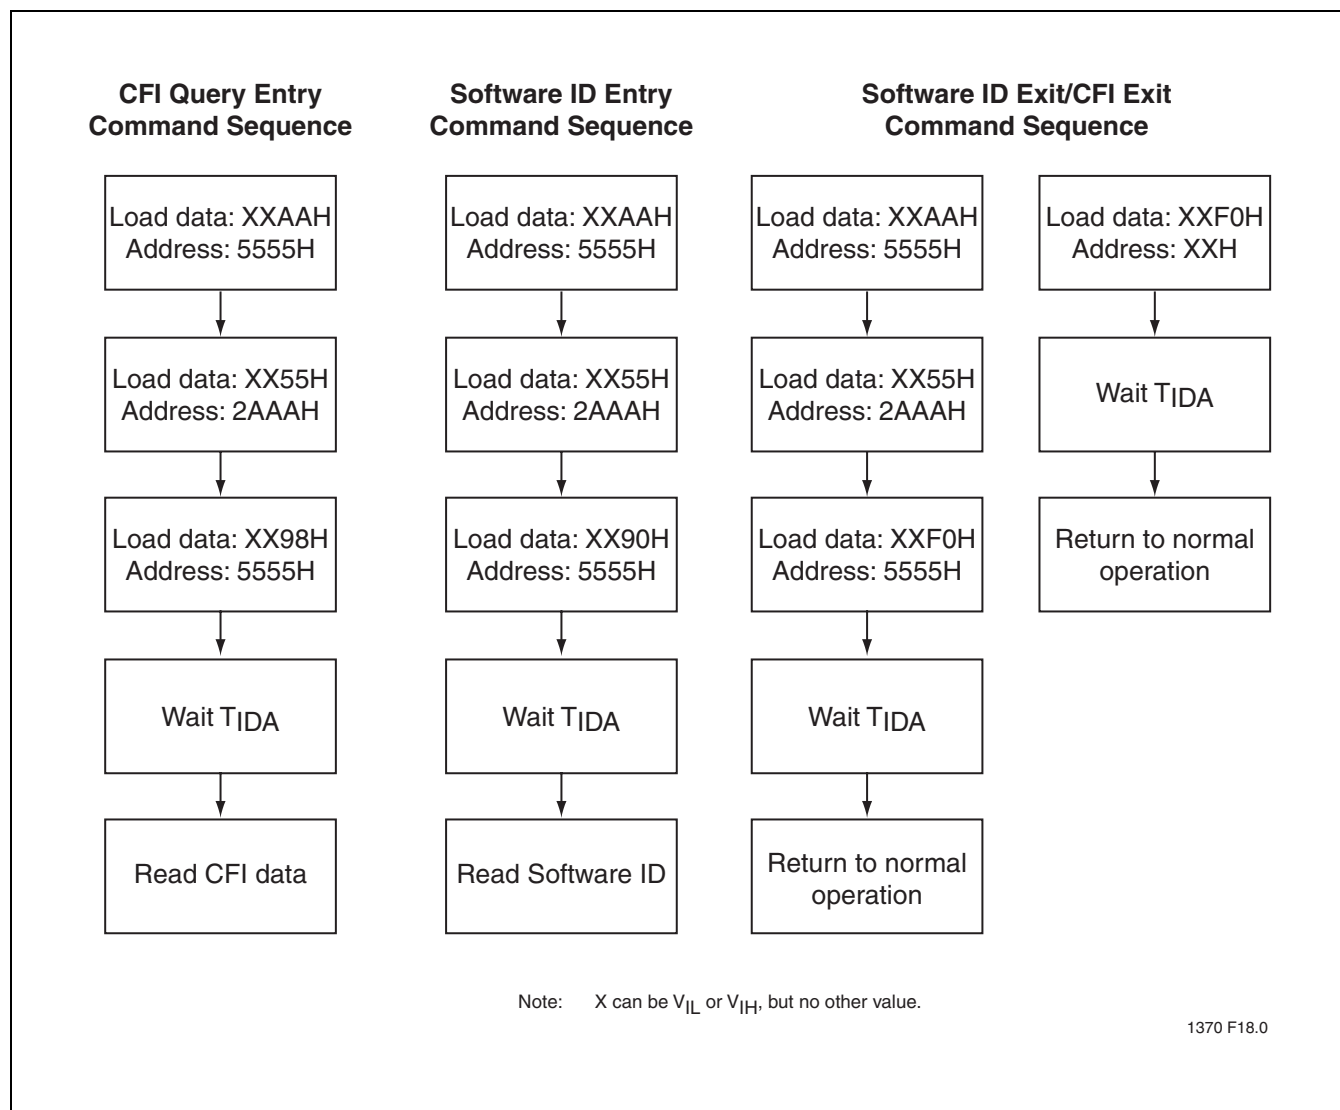 CFI Query Entry
Command Sequence
Load data: XXAAH
Address: 5555H
Load data: XX55H
Address: 2AAAH
Load data: XX98H
Address: 5555H
Wait TIDA
Read CFI data
Software ID Entry
Command Sequence
Load data: XXAAH
Address: 5555H
Load data: XX55H
Address: 2AAAH
Load data: XX90H
Address: 5555H
Wait TIDA
Read Software ID
Software ID Exit/CFI Exit
Command Sequence
Load data: XXAAH
Address: 5555H
Load data: XX55H
Address: 2AAAH
Load data: XXF0H
Address: 5555H
Wait TIDA
Return to normal
operation
Load data: XXF0H
Address: XXH
Wait TIDA
Return to normal
operation
Note: X can be VIL or VIH, but no other value.
1370 F18.0